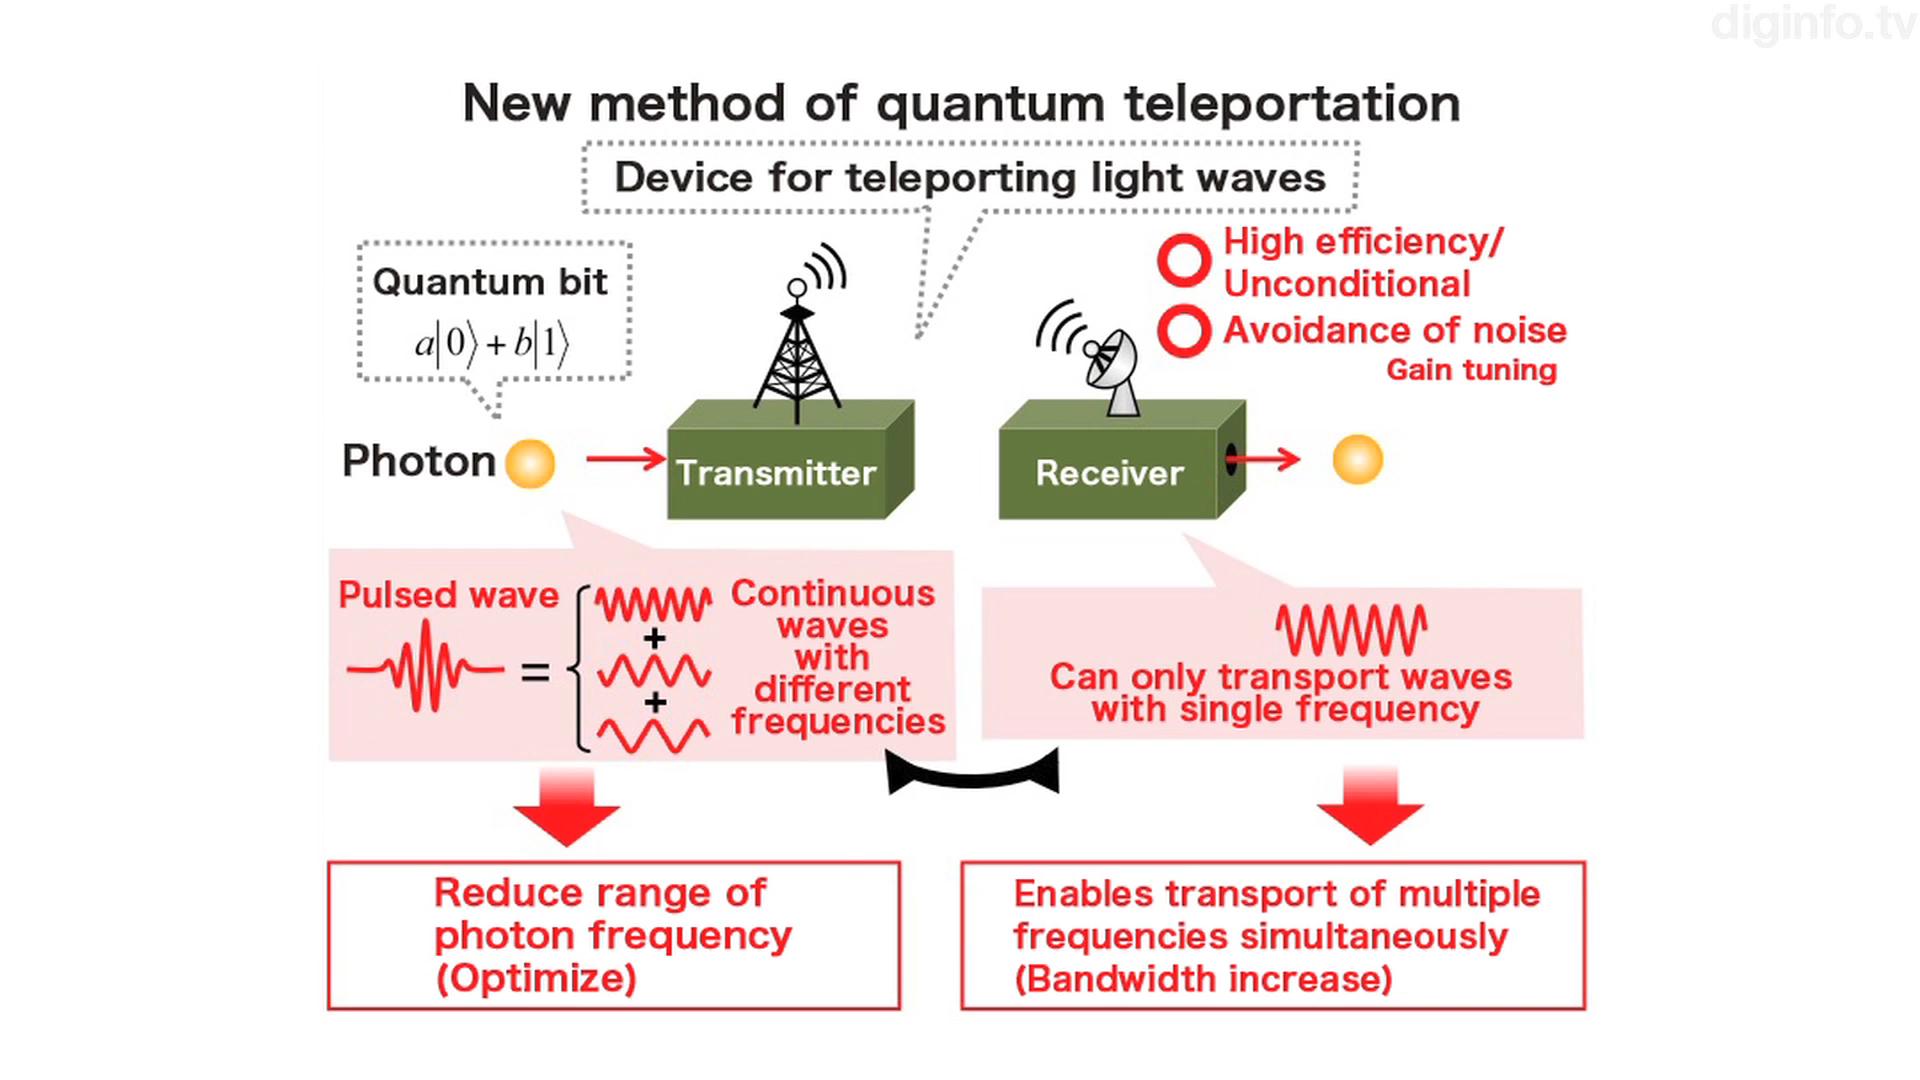 diginfo.tv
New method of quantum teleportation
Device for teleporting light waves
Quantum bit
a|0⟩ + b|1⟩
High efficiency/
Unconditional
Avoidance of noise
Gain tuning
Photon
Transmitter
Receiver
Pulsed wave
=
+
+
Continuous
waves
with
different
frequencies
Can only transport waves
with single frequency
Reduce range of
photon frequency
(Optimize)
Enables transport of multiple
frequencies simultaneously
(Bandwidth increase)